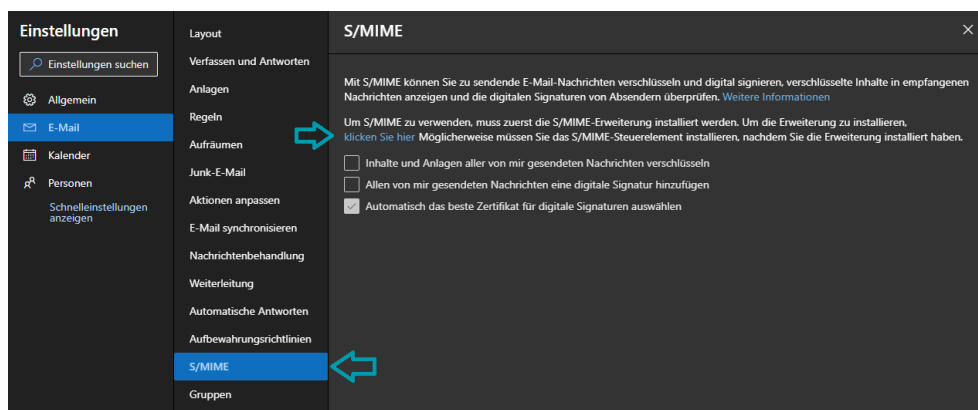 Einstellungen
Einstellungen suchen
Allgemein
E-Mail
Kalender
Personen
Schnelleinstellungen
anzeigen
Layout
Verfassen und Antworten
Anlagen
Regeln
Aufräumen
Junk-E-Mail
Aktionen anpassen
E-Mail synchronisieren
Nachrichtenbehandlung
Weiterleitung
Automatische Antworten
Aufbewahrungsrichtlinien
S/MIME
Gruppen
S/MIME
Mit S/MIME können Sie zu sendende E-Mail-Nachrichten verschlüsseln und digital signieren, verschlüsselte Inhalte in empfangenen
Nachrichten anzeigen und die digitalen Signaturen von Absendern überprüfen. Weitere Informationen
Um S/MIME zu verwenden, muss zuerst die S/MIME-Erweiterung installiert werden. Um die Erweiterung zu installieren,
klicken Sie hier Möglicherweise müssen Sie das S/MIME-Steuerelement installieren, nachdem Sie die Erweiterung installiert haben.
Inhalte und Anlagen aller von mir gesendeten Nachrichten verschlüsseln
Allen von mir gesendeten Nachrichten eine digitale Signatur hinzufügen
Automatisch das beste Zertifikat für digitale Signaturen auswählen